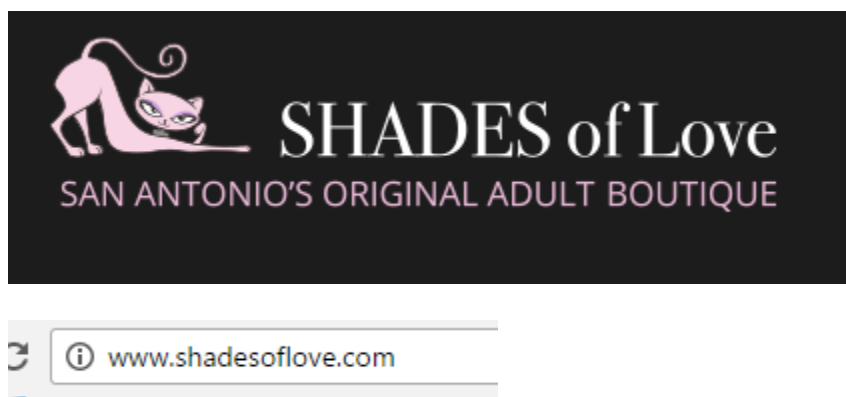 SHADES of Love
SAN ANTONIO'S ORIGINAL ADULT BOUTIQUE
www.shadesoflove.com